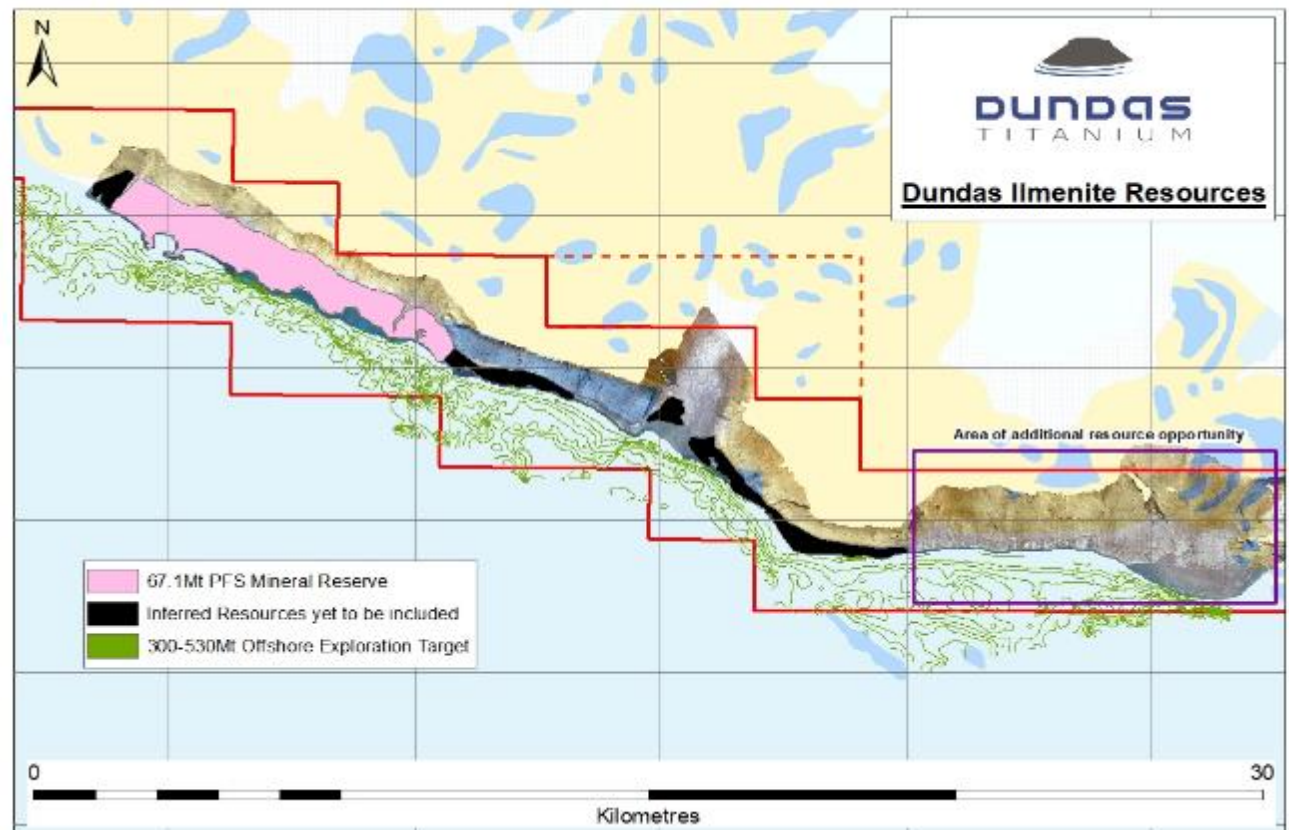 N
DUNDAS
TITANIUM
Dundas Ilmenite Resources
Area of additional resource opportunity
67.1Mt PFS Mineral Reserve
Inferred Resources yet to be included
300-530Mt Offshore Exploration Target
0
30
Kilometres